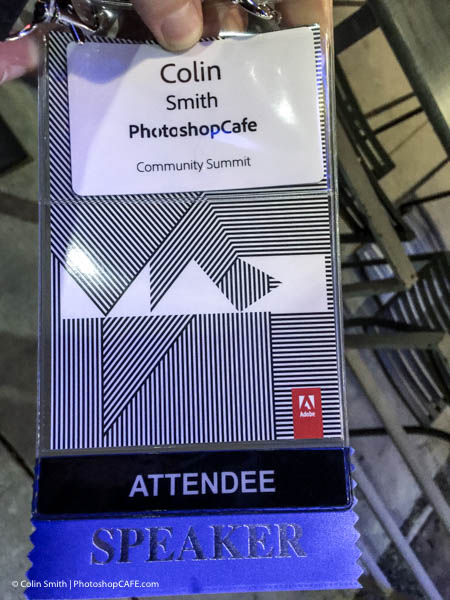 Colin
Smith
PhotoshopCafe
Community Summit
Adobe
ATTENDEE
SPEAKER
© Colin Smith | PhotoshopCAFE.com